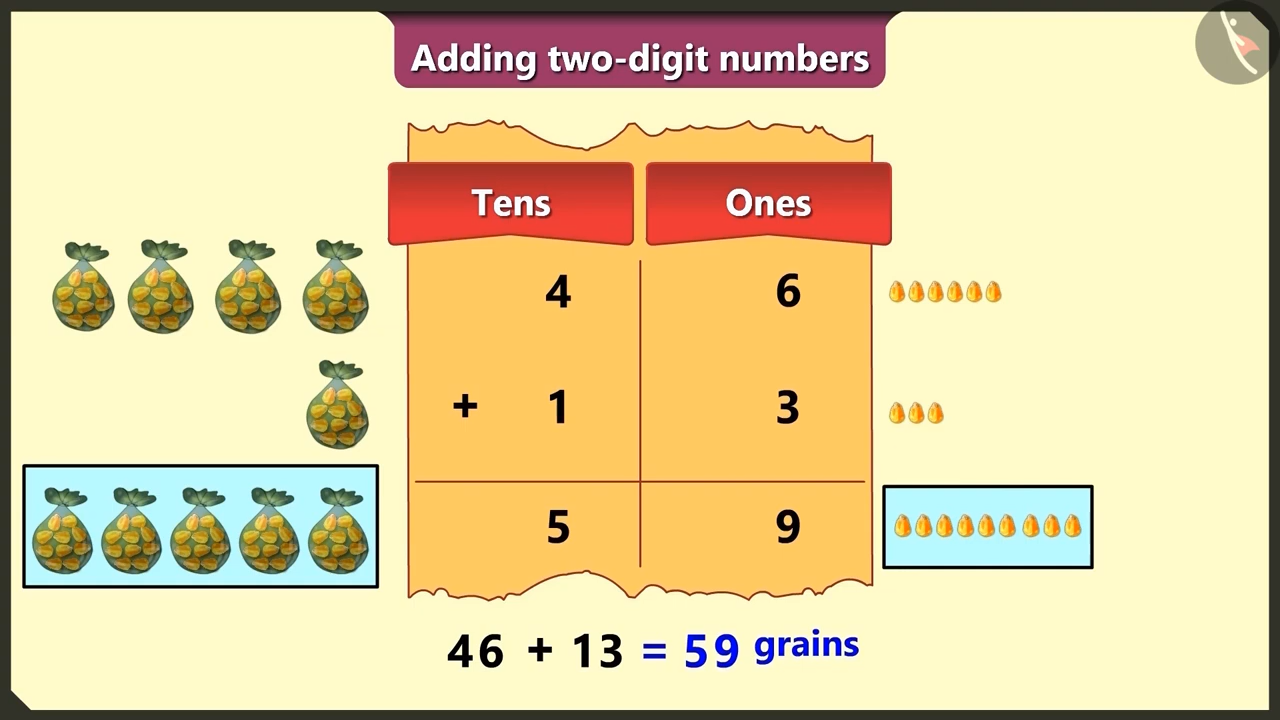 Adding two-digit numbers
Tens Ones
4 6
+ 1 3
5 9
46 + 13 = 59 grains